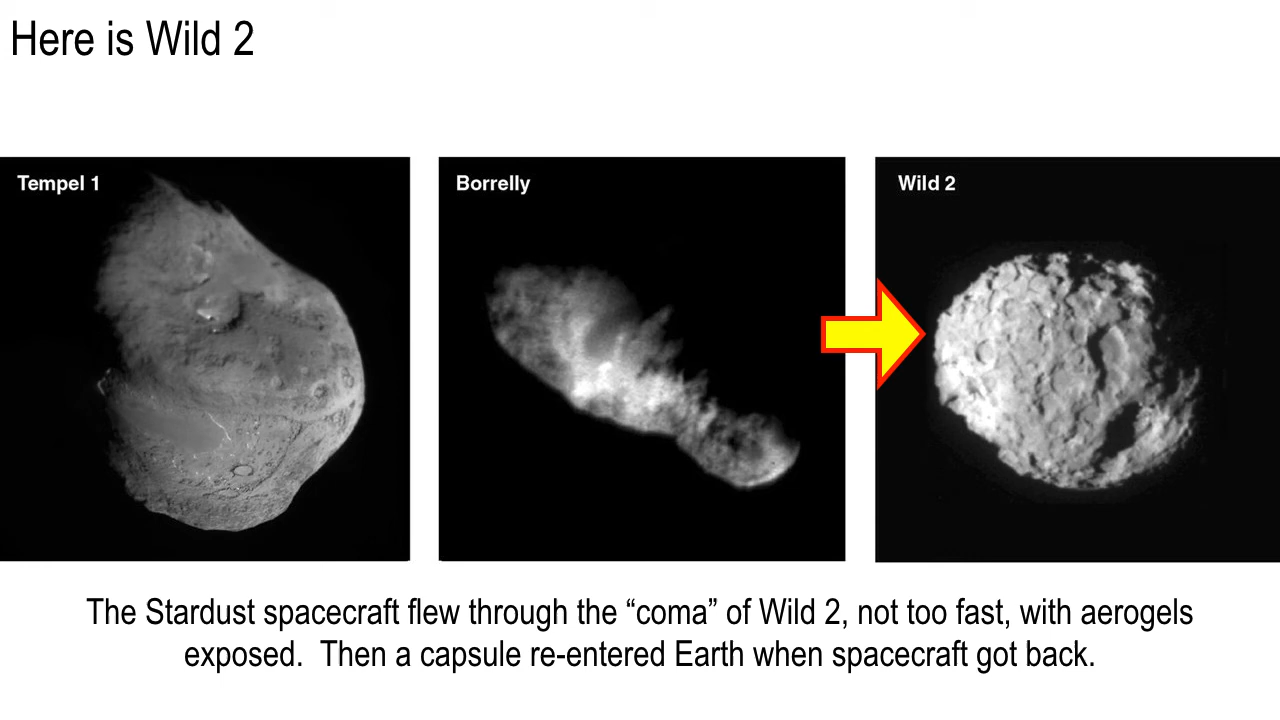 Here is Wild 2
Tempel 1
Borrelly
Wild 2
The Stardust spacecraft flew through the “coma” of Wild 2, not too fast, with aerogels
exposed.  Then a capsule re-entered Earth when spacecraft got back.